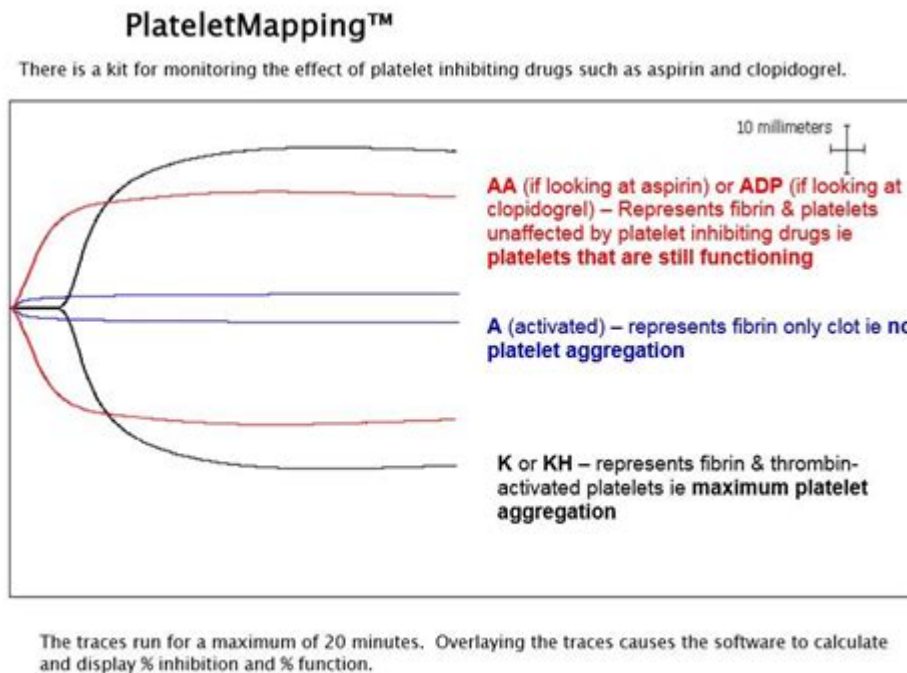 PlateletMapping™
There is a kit for monitoring the effect of platelet inhibiting drugs such as aspirin and clopidogrel.
10 millimeters
AA (if looking at aspirin) or ADP (if looking at
clopidogrel) – Represents fibrin & platelets
unaffected by platelet inhibiting drugs ie
platelets that are still functioning
A (activated) – represents fibrin only clot ie no
platelet aggregation
K or KH – represents fibrin & thrombin-
activated platelets ie maximum platelet
aggregation
The traces run for a maximum of 20 minutes. Overlaying the traces causes the software to calculate
and display % inhibition and % function.